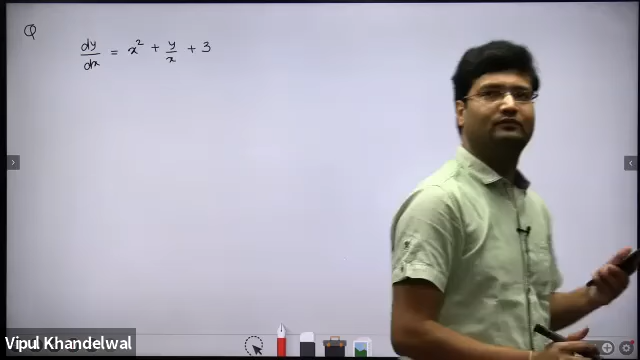 Q
dy/dx = x² + y/x + 3
Vipul Khandelwal